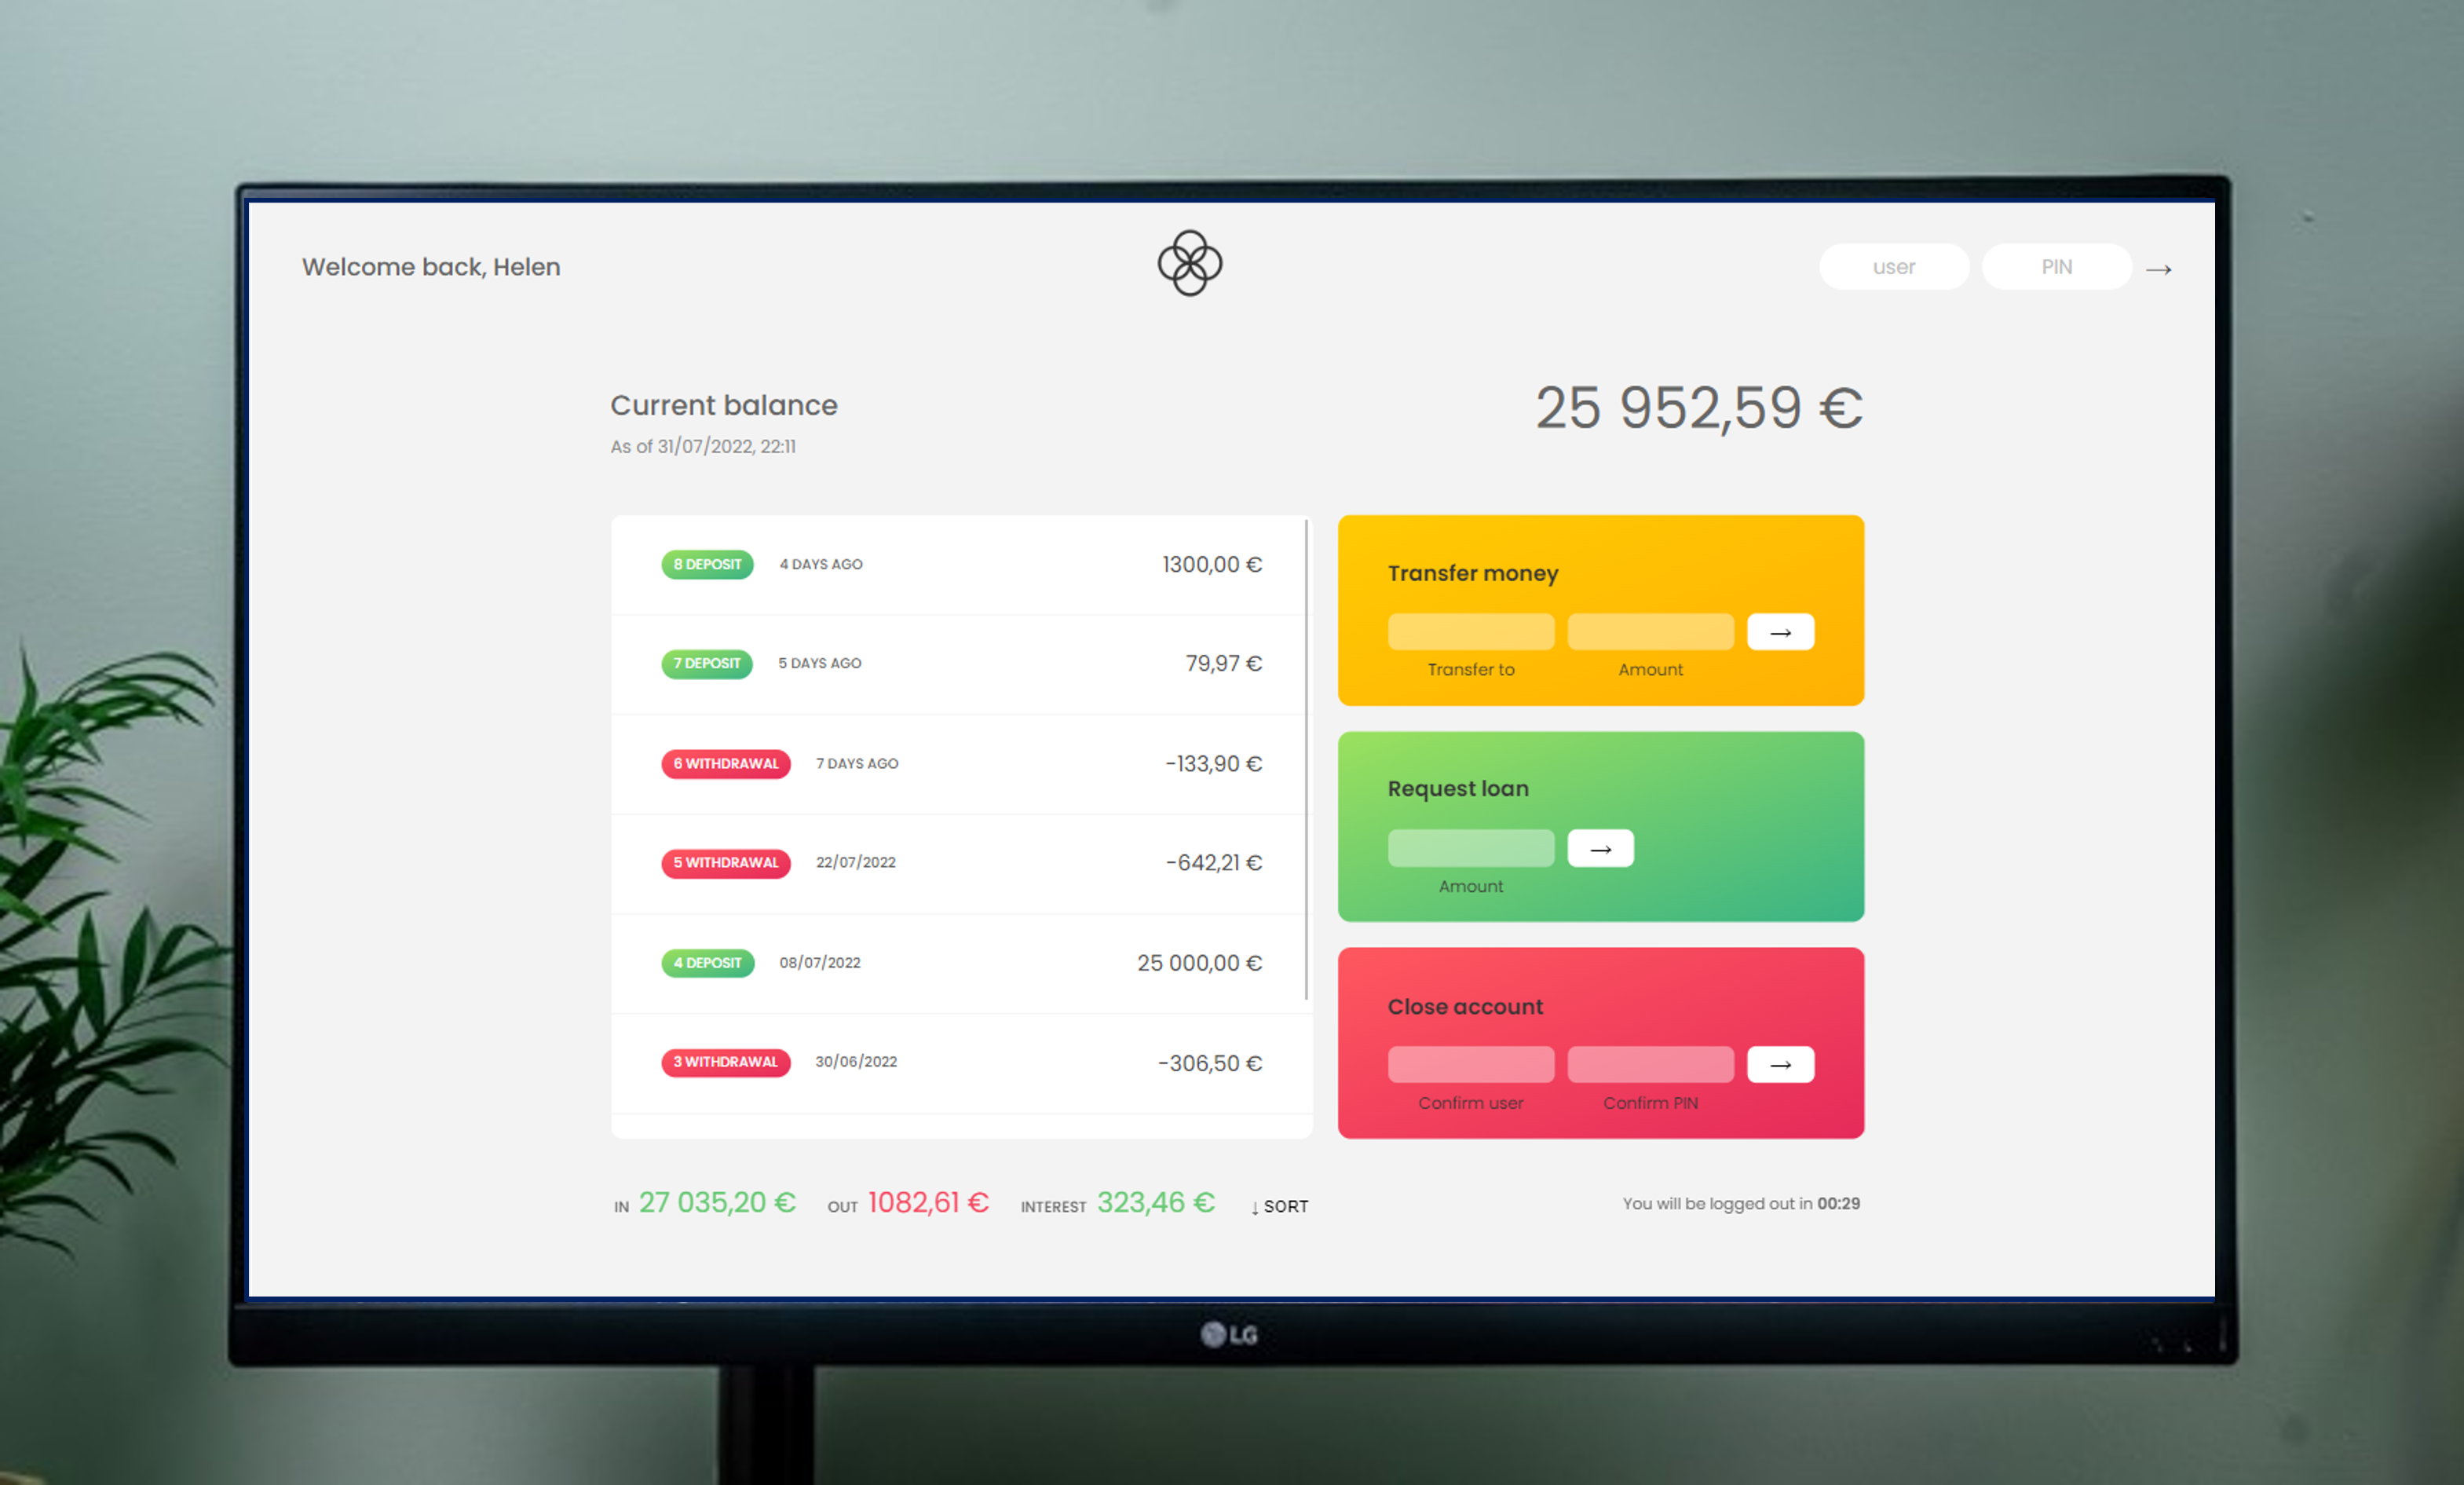 Welcome back, Helen
user
PIN
→
Current balance
As of 31/07/2022, 22:11
25 952,59 €
8 DEPOSIT 4 DAYS AGO 1300,00 €
7 DEPOSIT 5 DAYS AGO 79,97 €
6 WITHDRAWAL 7 DAYS AGO -133,90 €
5 WITHDRAWAL 22/07/2022 -642,21 €
4 DEPOSIT 08/07/2022 25 000,00 €
3 WITHDRAWAL 30/06/2022 -306,50 €
Transfer money
→
Transfer to Amount
Request loan
→
Amount
Close account
→
Confirm user Confirm PIN
IN 27 035,20 € OUT 1082,61 € INTEREST 323,46 € ↓ SORT
You will be logged out in 00:29
LG